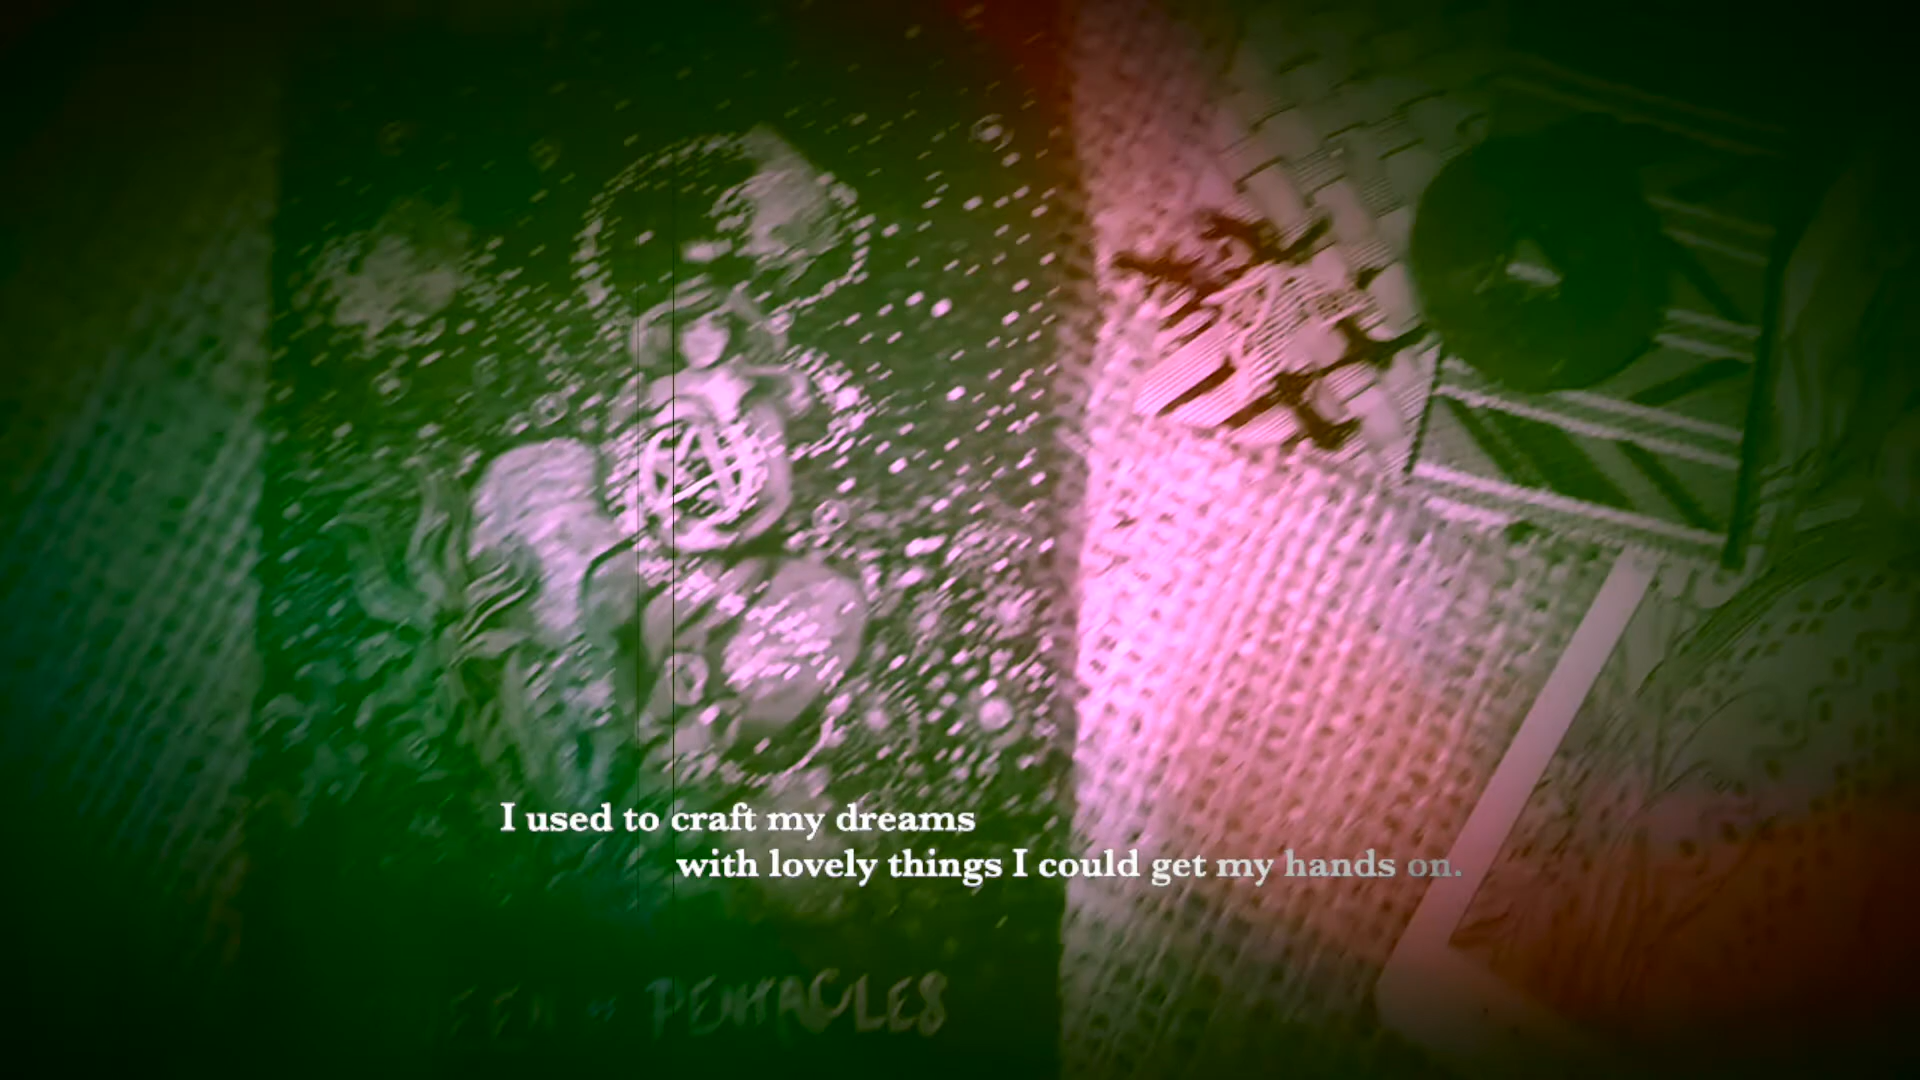 I used to craft my dreams
with lovely things I could get my hands on.
PENTACLES